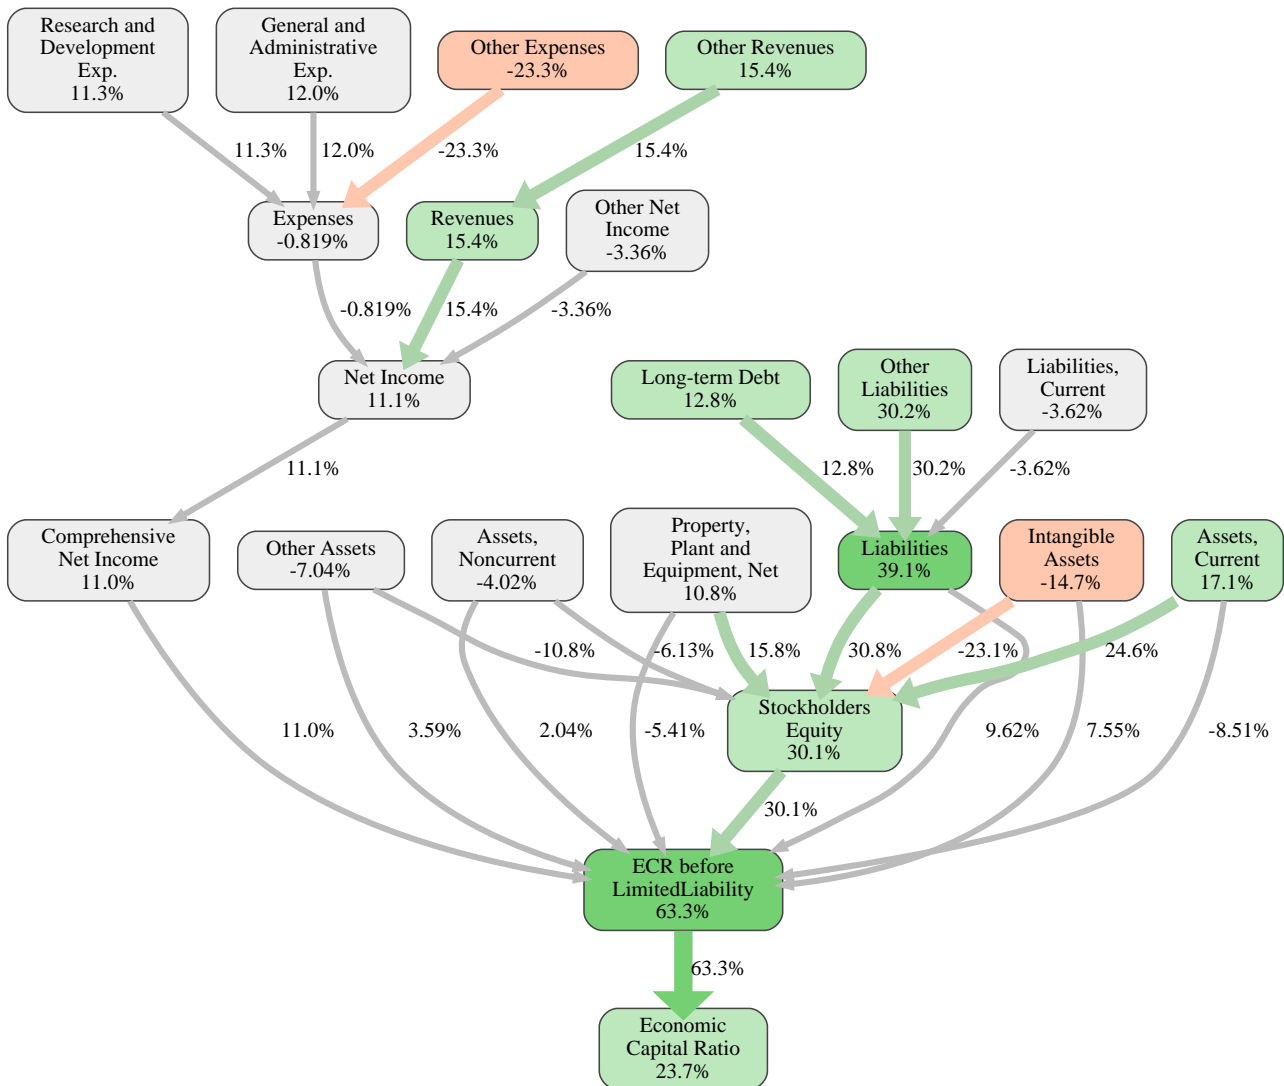 Research and
Development
Exp.
11.3%
General and
Administrative
Exp.
12.0%
Other Expenses
-23.3%
Other Revenues
15.4%
11.3%
12.0%
-23.3%
15.4%
Expenses
-0.819%
Revenues
15.4%
Other Net
Income
-3.36%
-0.819%
15.4%
-3.36%
Net Income
11.1%
Long-term Debt
12.8%
Other
Liabilities
30.2%
Liabilities,
Current
-3.62%
11.1%
12.8%
30.2%
-3.62%
Comprehensive
Net Income
11.0%
Other Assets
-7.04%
Assets,
Noncurrent
-4.02%
Property,
Plant and
Equipment, Net
10.8%
Liabilities
39.1%
Intangible
Assets
-14.7%
Assets,
Current
17.1%
-10.8%
-6.13%
15.8%
30.8%
-23.1%
24.6%
Stockholders
Equity
30.1%
11.0%
3.59%
2.04%
-5.41%
9.62%
7.55%
-8.51%
30.1%
ECR before
LimitedLiability
63.3%
63.3%
Economic
Capital Ratio
23.7%